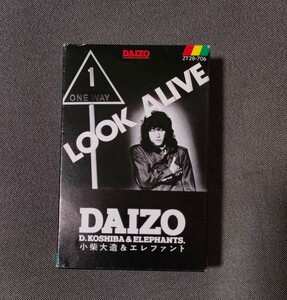 DAIZO
ZT28-706
1
ONE WAY
LOOK ALIVE
DAIZO
D. KOSHIBA & ELEPHANTS.
小柴大造&エレファント